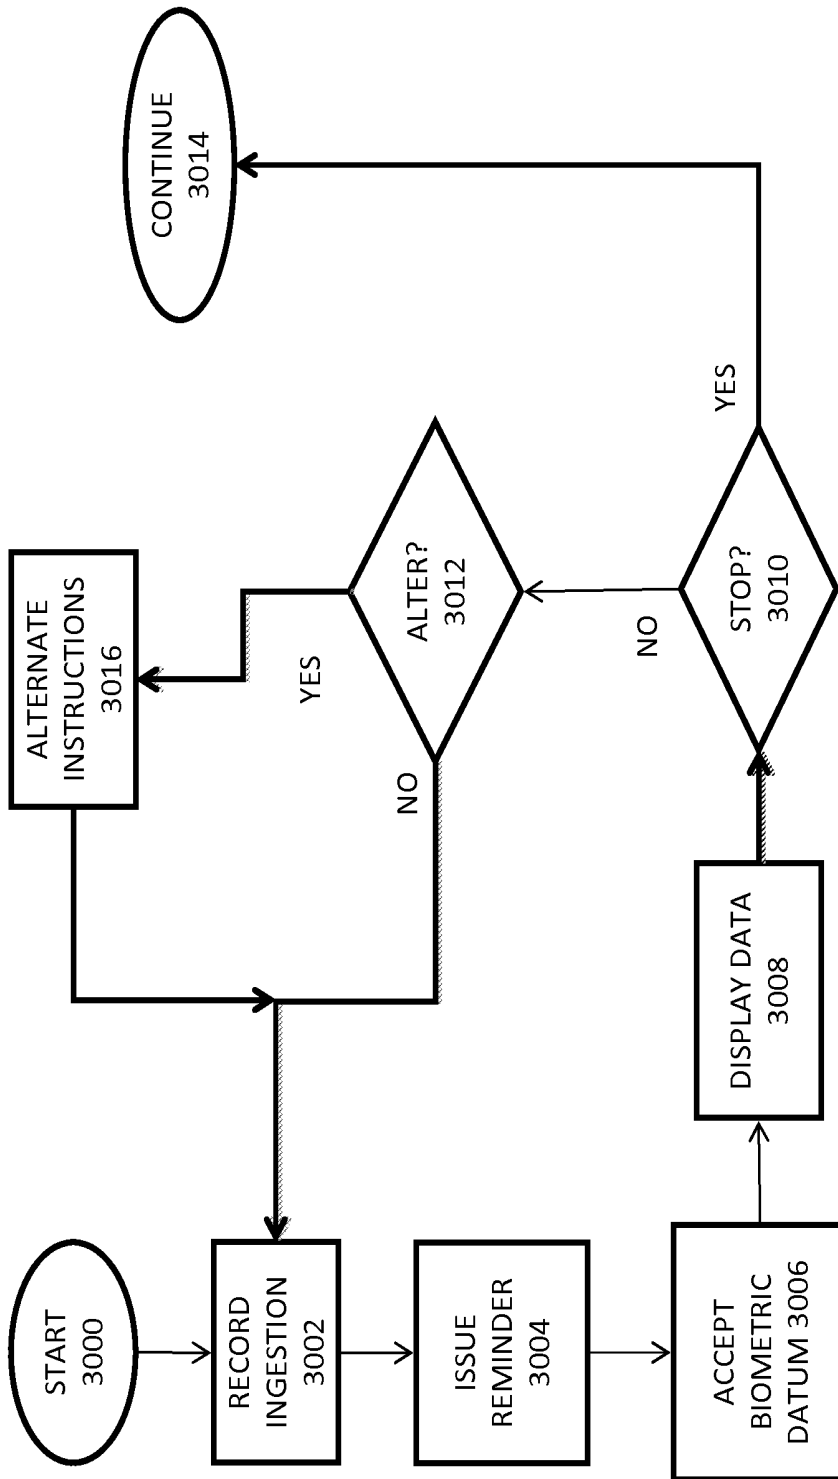 START
3000
RECORD
INGESTION
3002
ISSUE
REMINDER
3004
ACCEPT
BIOMETRIC
DATUM 3006
DISPLAY DATA
3008
STOP?
3010
NO
YES
ALTER?
3012
NO
YES
ALTERNATE
INSTRUCTIONS
3016
CONTINUE
3014